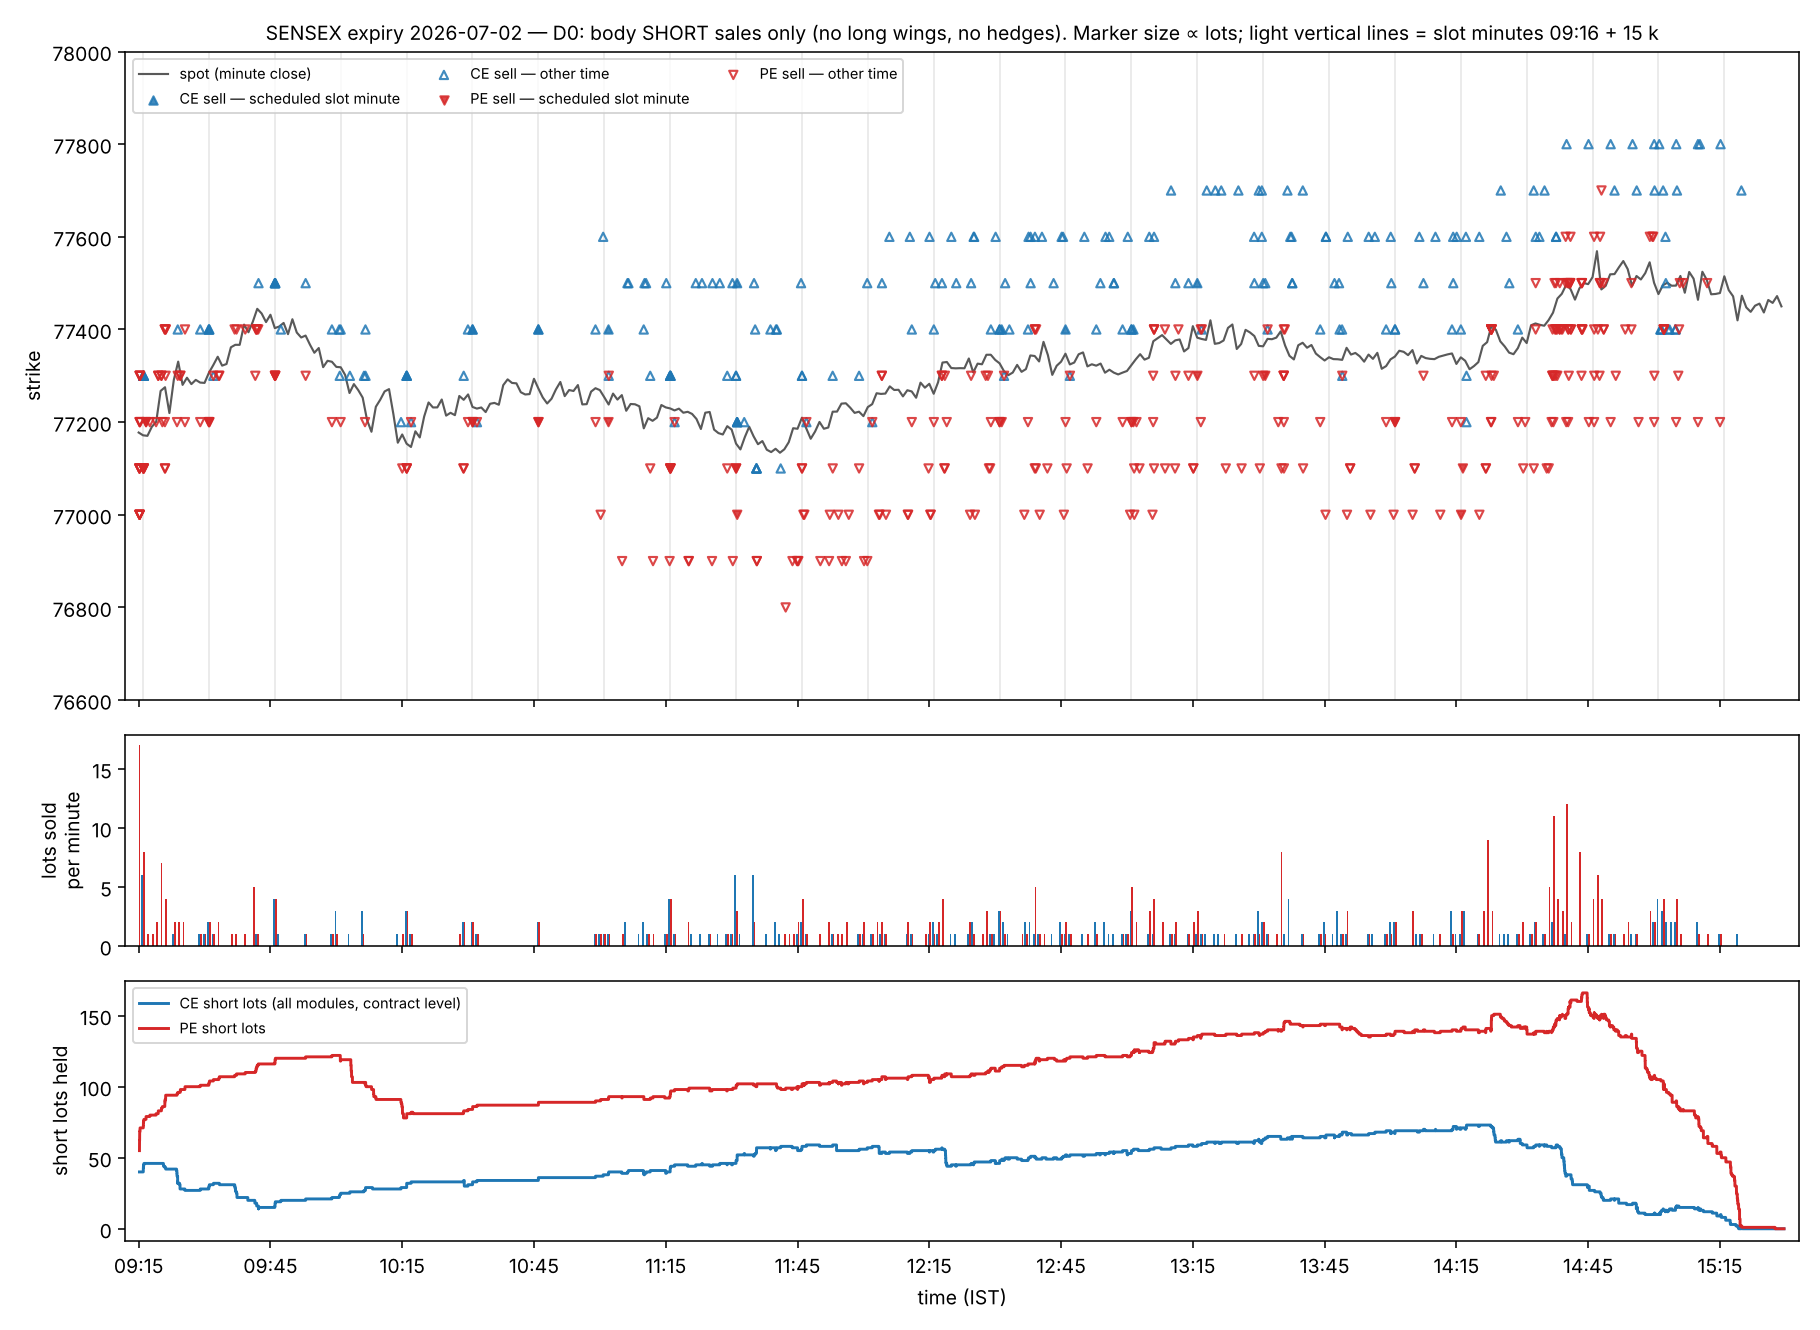 SENSEX expiry 2026-07-02 — D0: body SHORT sales only (no long wings, no hedges). Marker size ∝ lots; light vertical lines = slot minutes 09:16 + 15 k
spot (minute close)
CE sell — scheduled slot minute
CE sell — other time
PE sell — scheduled slot minute
PE sell — other time
78000
77800
77600
77400
77200
77000
76800
76600
strike
15
10
5
0
lots sold
per minute
CE short lots (all modules, contract level)
PE short lots
150
100
50
0
short lots held
09:15
09:45
10:15
10:45
11:15
11:45
12:15
12:45
13:15
13:45
14:15
14:45
15:15
time (IST)